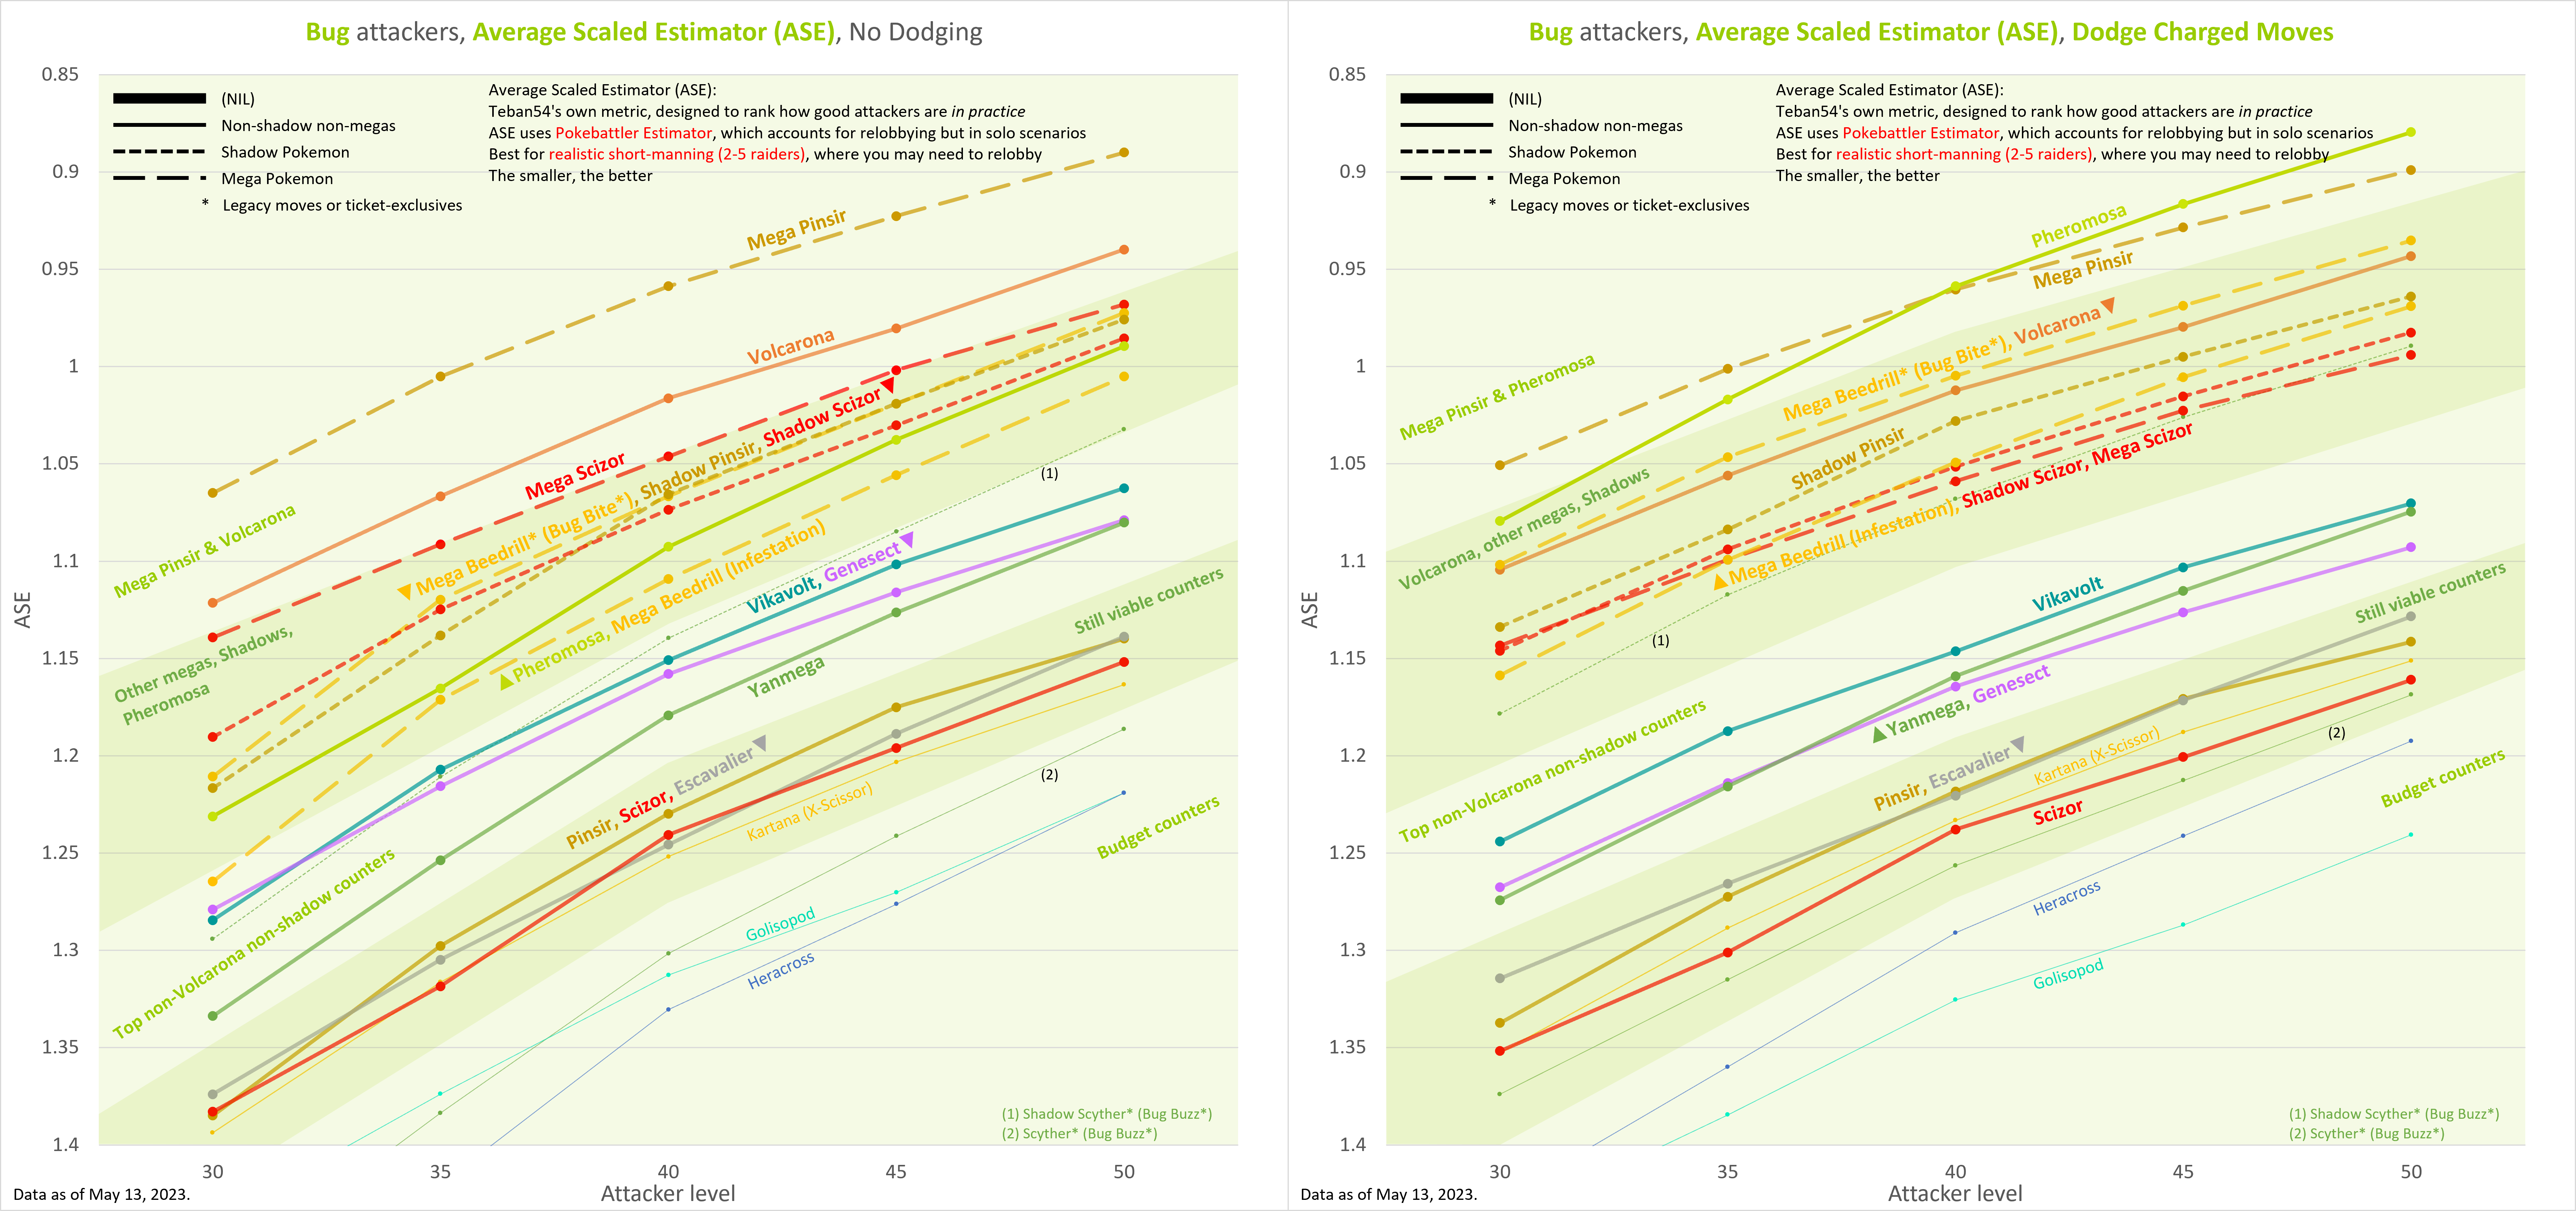 Bug attackers, Average Scaled Estimator (ASE), No Dodging
0.85
0.9
0.95
1
1.05
1.1
1.15
1.2
1.25
1.3
1.35
1.4
ASE
(NIL)
Non-shadow non-megas
Shadow Pokemon
Mega Pokemon
* Legacy moves or ticket-exclusives
Average Scaled Estimator (ASE):
Teban54's own metric, designed to rank how good attackers are in practice
ASE uses Pokebattler Estimator, which accounts for relobbying but in solo scenarios
Best for realistic short-manning (2-5 raiders), where you may need to relobby
The smaller, the better
Mega Pinsir
Volcarona
Mega Scizor
Mega Beedrill* (Bug Bite*), Shadow Pinsir, Shadow Scizor
(1)
Mega Pinsir & Volcarona
Pheromosa, Mega Beedrill (Infestation)
Vikavolt, Genesect
Still viable counters
Other megas, Shadows,
Pheromosa
Yanmega
Pinsir, Scizor, Escavalier
(2)
Kartana (X-Scissor)
Budget counters
Top non-Volcarona non-shadow counters
Golisopod
Heracross
(1) Shadow Scyther* (Bug Buzz*)
(2) Scyther* (Bug Buzz*)
30
35
40
45
50
Attacker level
Data as of May 13, 2023.
Bug attackers, Average Scaled Estimator (ASE), Dodge Charged Moves
0.85
0.9
0.95
1
1.05
1.1
1.15
1.2
1.25
1.3
1.35
1.4
ASE
(NIL)
Non-shadow non-megas
Shadow Pokemon
Mega Pokemon
* Legacy moves or ticket-exclusives
Average Scaled Estimator (ASE):
Teban54's own metric, designed to rank how good attackers are in practice
ASE uses Pokebattler Estimator, which accounts for relobbying but in solo scenarios
Best for realistic short-manning (2-5 raiders), where you may need to relobby
The smaller, the better
Pheromosa
Mega Pinsir
Mega Beedrill* (Bug Bite*), Volcarona
Mega Pinsir & Pheromosa
Shadow Pinsir
Mega Beedrill (Infestation), Shadow Scizor, Mega Scizor
Volcarona, other megas, Shadows
(1)
Vikavolt
Still viable counters
Yanmega, Genesect
Top non-Volcarona non-shadow counters
Pinsir, Escavalier
Kartana (X-Scissor)
(2)
Scizor
Budget counters
Heracross
Golisopod
(1) Shadow Scyther* (Bug Buzz*)
(2) Scyther* (Bug Buzz*)
30
35
40
45
50
Attacker level
Data as of May 13, 2023.